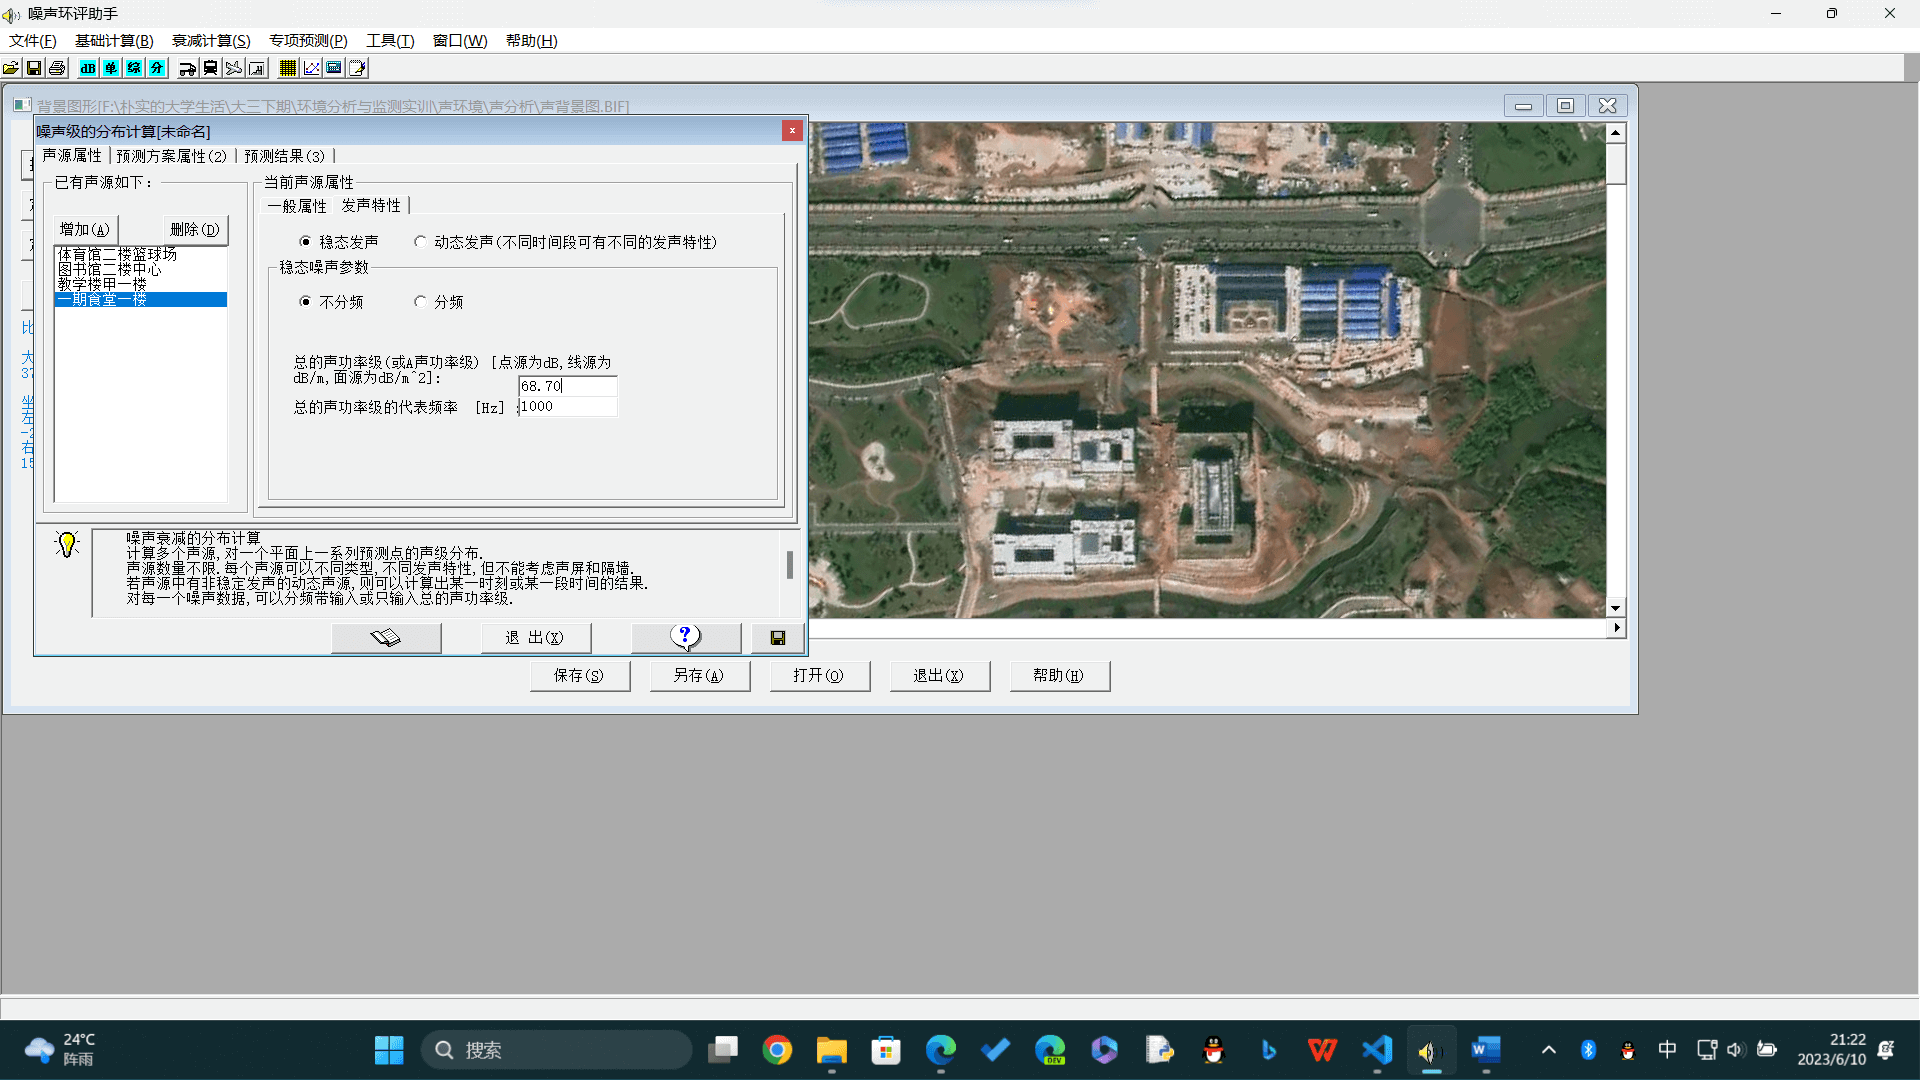 噪声环评助手
文件(F) 基础计算(B) 衰减计算(S) 专项预测(P) 工具(T) 窗口(W) 帮助(H)
dB 单 综 分
背景图形[F:\朴实的大学生活\大三下期\环境分析与监测实训\声环境\声分析\声背景图.BIF]
噪声级的分布计算[未命名]
声源属性 预测方案属性(2) 预测结果(3)
已有声源如下:
增加(A) 删除(D)
体育馆二楼篮球场
图书馆二楼中心
教学楼甲一楼
一期食堂一楼
当前声源属性
一般属性 发声特性
稳态发声 动态发声(不同时间段可有不同的发声特性)
稳态噪声参数
不分频 分频
总的声功率级(或A声功率级) [点源为dB,线源为
dB/m,面源为dB/m^2]: 68.70
总的声功率级的代表频率 [Hz] : 1000
比
大
37
坐
左
-2
右
15
噪声衰减的分布计算
计算多个声源,对一个平面上一系列预测点的声级分布.
声源数量不限.每个声源可以不同类型,不同发声特性,但不能考虑声屏和隔墙.
若声源中有非稳定发声的动态声源,则可以计算出某一时刻或某一段时间的结果.
对每一个噪声数据,可以分频带输入或只输入总的声功率级.
退 出(X) ?
保存(S) 另存(A) 打开(O) 退出(X) 帮助(H)
24°C
阵雨
搜索
DEV
中
21:22
2023/6/10